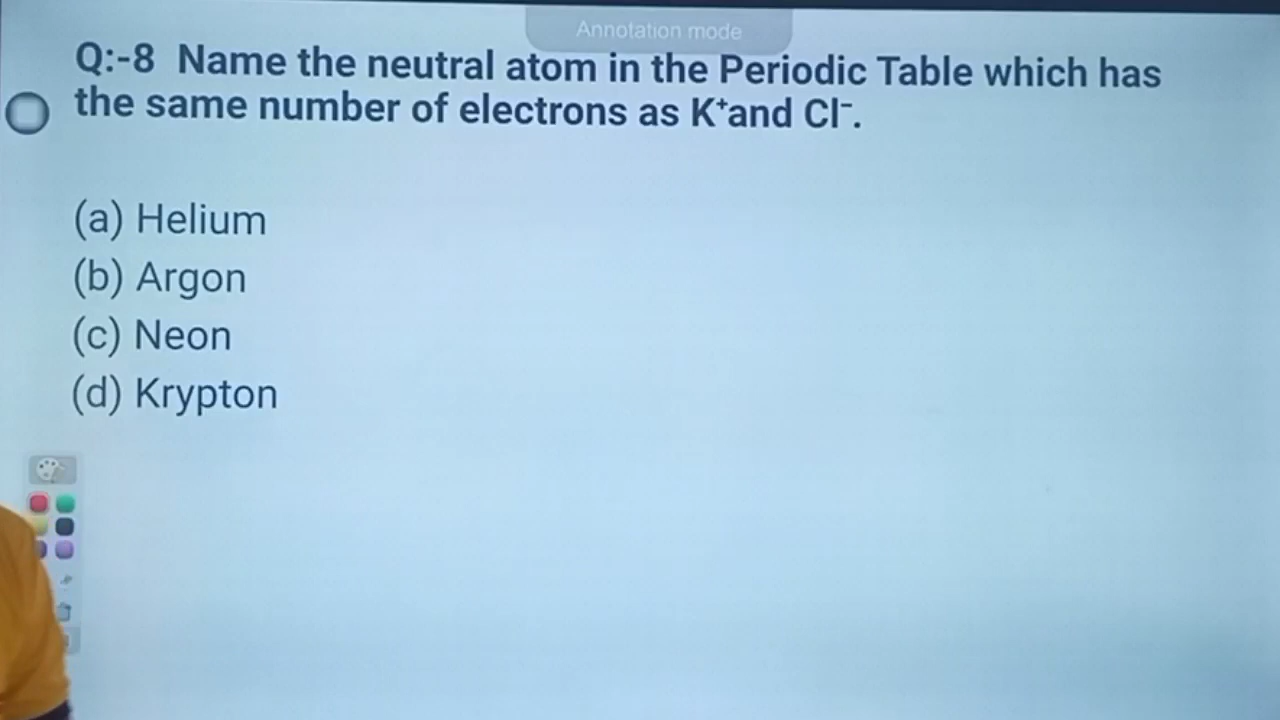 Annotation mode
Q:-8 Name the neutral atom in the Periodic Table which has
the same number of electrons as K⁺and Cl⁻.
(a) Helium
(b) Argon
(c) Neon
(d) Krypton